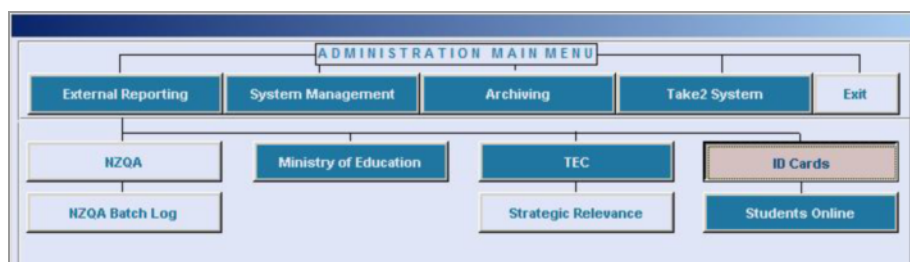 ADMINISTRATION MAIN MENU
External Reporting System Management Archiving Take2 System Exit
NZQA Ministry of Education TEC ID Cards
NZQA Batch Log Strategic Relevance Students Online